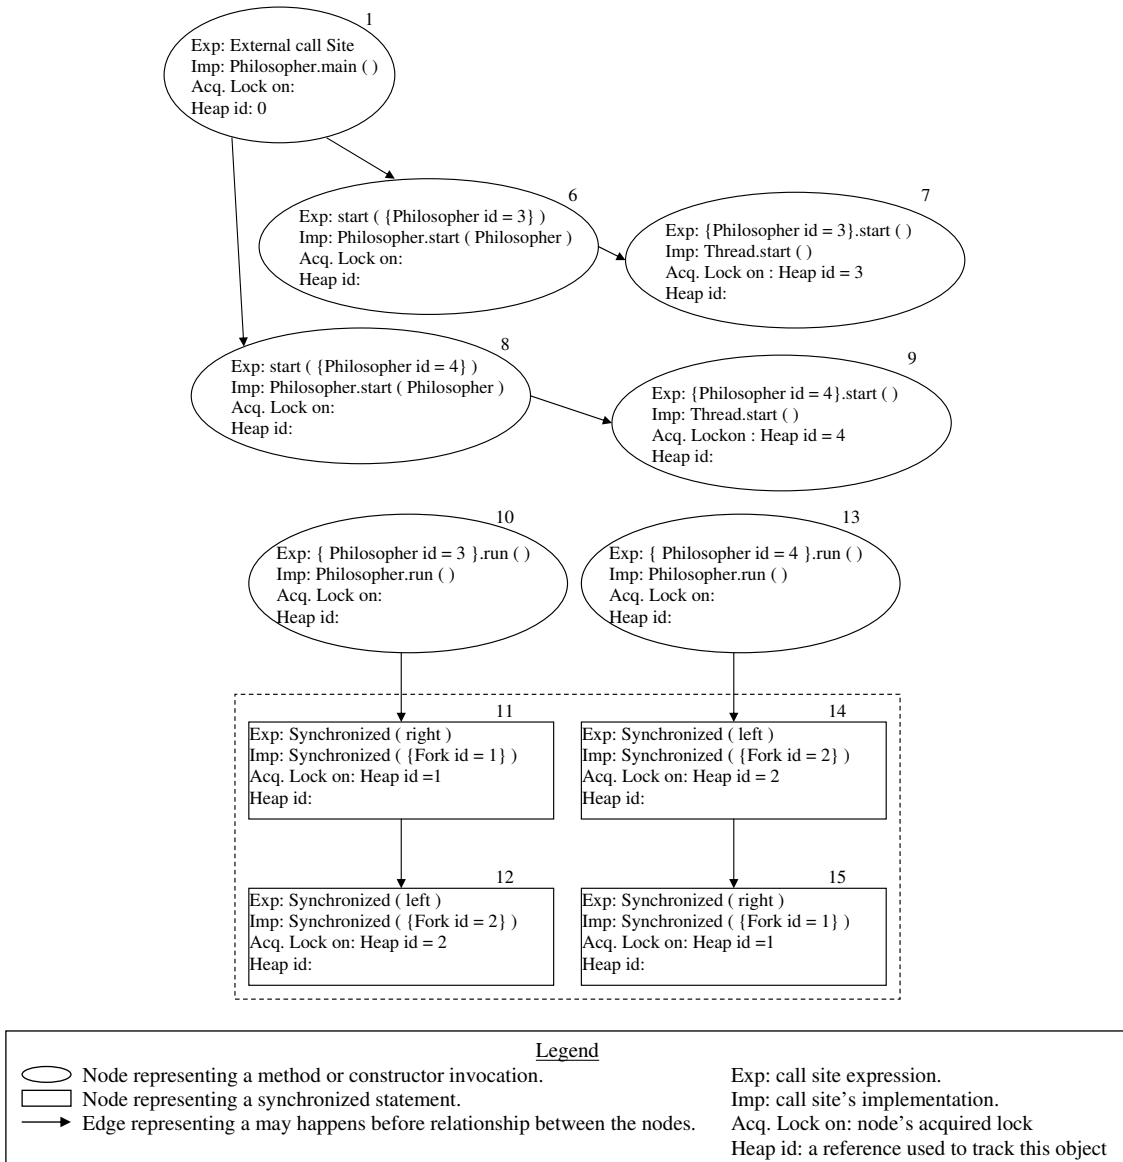 1
Exp: External call Site
Imp: Philosopher.main ( )
Acq. Lock on:
Heap id: 0
6
Exp: start ( {Philosopher id = 3} )
Imp: Philosopher.start ( Philosopher )
Acq. Lock on:
Heap id:
7
Exp: {Philosopher id = 3}.start ( )
Imp: Thread.start ( )
Acq. Lock on : Heap id = 3
Heap id:
8
Exp: start ( {Philosopher id = 4} )
Imp: Philosopher.start ( Philosopher )
Acq. Lock on:
Heap id:
9
Exp: {Philosopher id = 4}.start ( )
Imp: Thread.start ( )
Acq. Lockon : Heap id = 4
Heap id:
10
Exp: { Philosopher id = 3 }.run ( )
Imp: Philosopher.run ( )
Acq. Lock on:
Heap id:
13
Exp: { Philosopher id = 4 }.run ( )
Imp: Philosopher.run ( )
Acq. Lock on:
Heap id:
11
Exp: Synchronized ( right )
Imp: Synchronized ( {Fork id = 1} )
Acq. Lock on: Heap id =1
Heap id:
14
Exp: Synchronized ( left )
Imp: Synchronized ( {Fork id = 2} )
Acq. Lock on: Heap id = 2
Heap id:
12
Exp: Synchronized ( left )
Imp: Synchronized ( {Fork id = 2} )
Acq. Lock on: Heap id = 2
Heap id:
15
Exp: Synchronized ( right )
Imp: Synchronized ( {Fork id = 1} )
Acq. Lock on: Heap id =1
Heap id:
Legend
Node representing a method or constructor invocation.
Node representing a synchronized statement.
Edge representing a may happens before relationship between the nodes.
Exp: call site expression.
Imp: call site's implementation.
Acq. Lock on: node's acquired lock
Heap id: a reference used to track this object